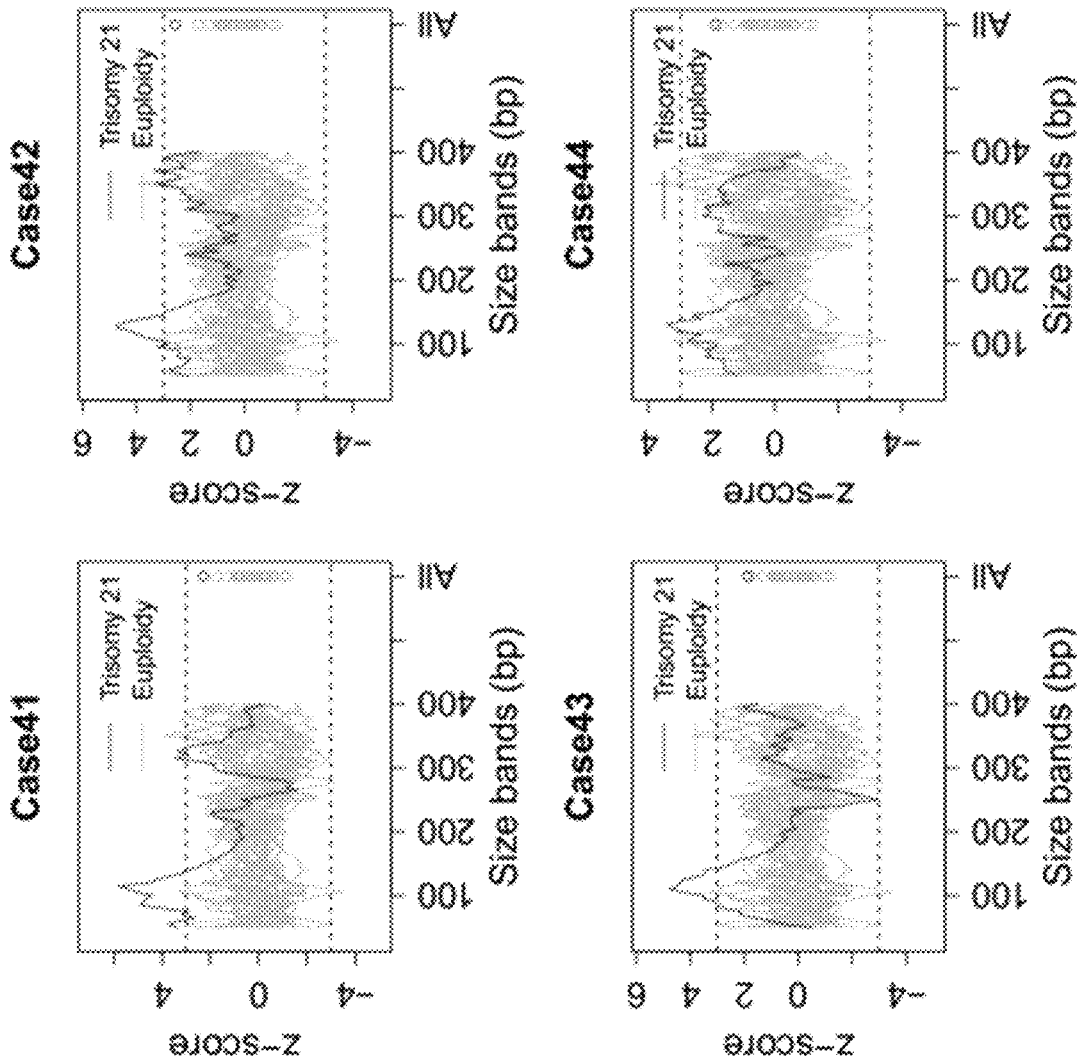 Case41
Trisomy 21
Euploidy
4
0
-4
z-score
100
200
300
400
All
Size bands (bp)
Case42
Trisomy 21
Euploidy
6
4
2
0
-4
z-score
100
200
300
400
All
Size bands (bp)
Case43
Trisomy 21
Euploidy
6
4
2
0
-4
z-score
100
200
300
400
All
Size bands (bp)
Case44
Trisomy 21
Euploidy
4
2
0
-4
z-score
100
200
300
400
All
Size bands (bp)